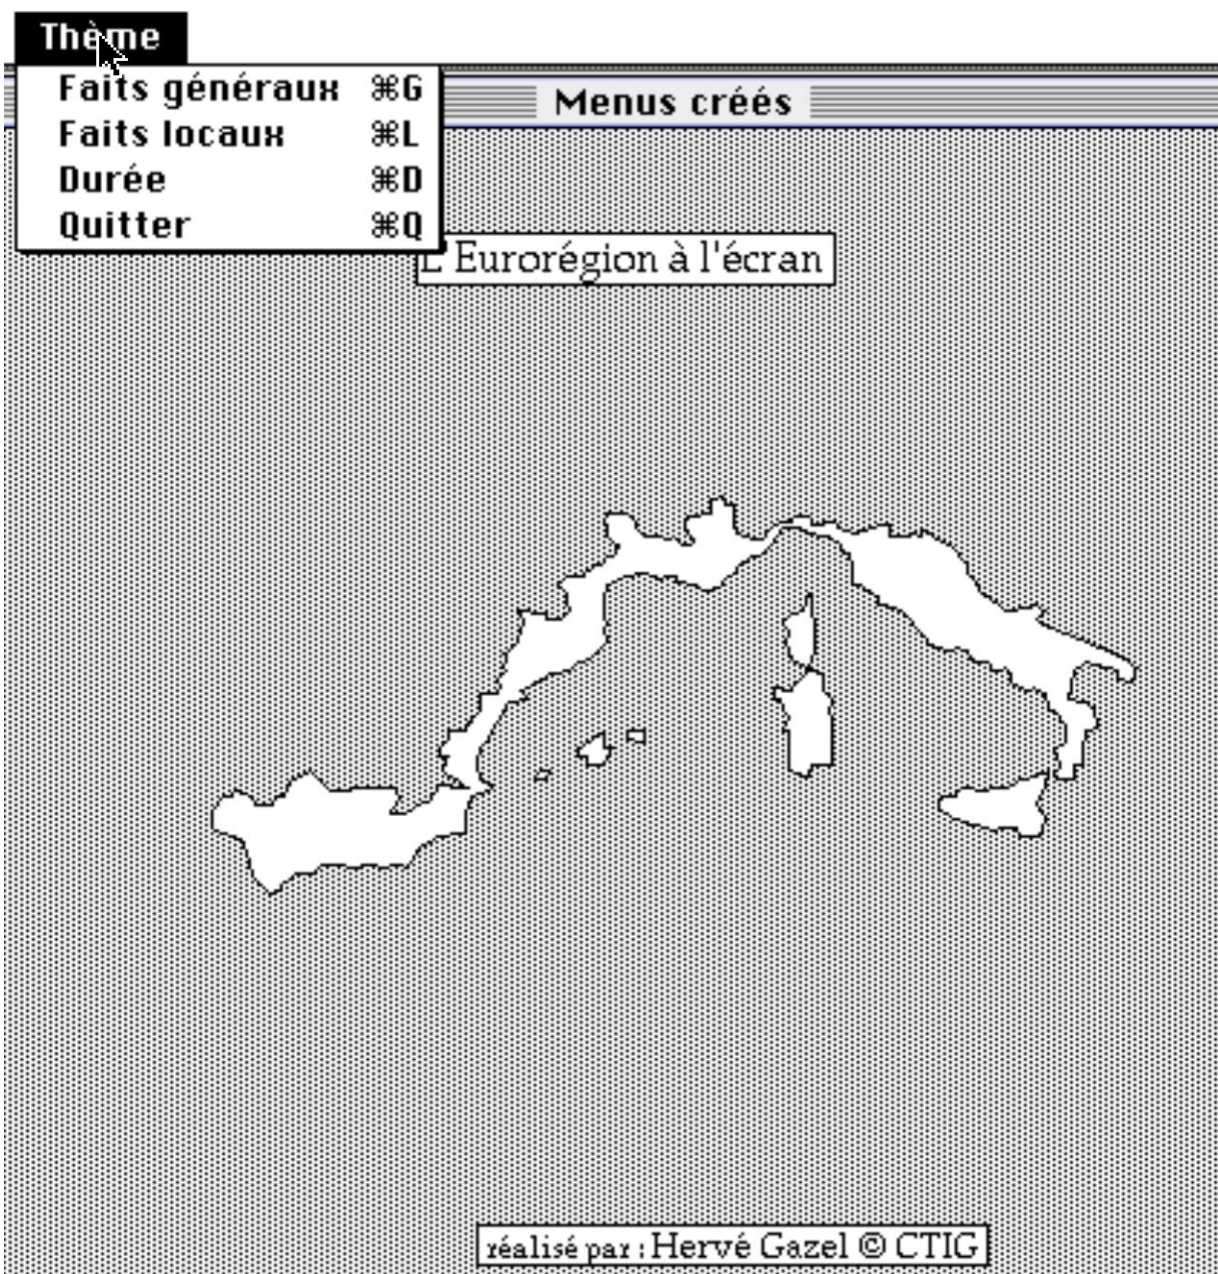 Thème
Faits généraux ⌘G
Faits locaux ⌘L
Durée ⌘D
Quitter ⌘Q
Menus créés
L'Eurorégion à l'écran
réalisé par : Hervé Gazel © CTIG